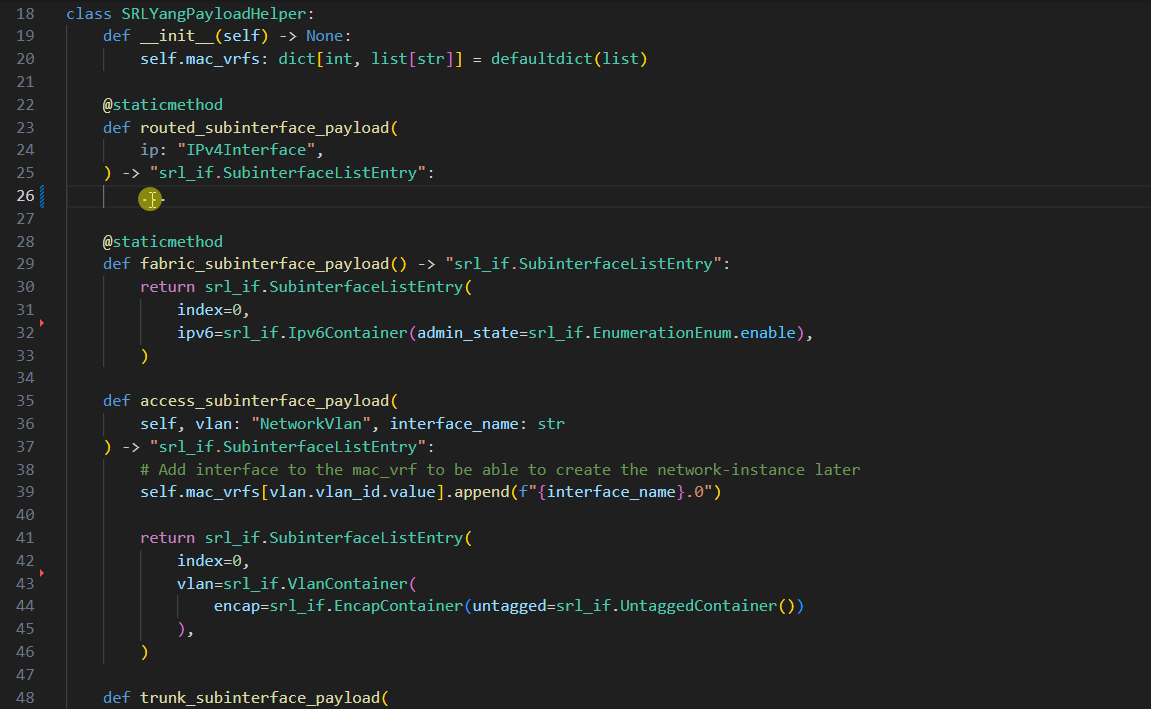 18 class SRLYangPayloadHelper:
19     def __init__(self) -> None:
20         self.mac_vrfs: dict[int, list[str]] = defaultdict(list)
21
22     @staticmethod
23     def routed_subinterface_payload(
24         ip: "IPv4Interface",
25     ) -> "srl_if.SubinterfaceListEntry":
26         ...
27
28     @staticmethod
29     def fabric_subinterface_payload() -> "srl_if.SubinterfaceListEntry":
30         return srl_if.SubinterfaceListEntry(
31             index=0,
32             ipv6=srl_if.Ipv6Container(admin_state=srl_if.EnumerationEnum.enable),
33         )
34
35     def access_subinterface_payload(
36         self, vlan: "NetworkVlan", interface_name: str
37     ) -> "srl_if.SubinterfaceListEntry":
38         # Add interface to the mac_vrf to be able to create the network-instance later
39         self.mac_vrfs[vlan.vlan_id.value].append(f"{interface_name}.0")
40
41         return srl_if.SubinterfaceListEntry(
42             index=0,
43             vlan=srl_if.VlanContainer(
44                 encap=srl_if.EncapContainer(untagged=srl_if.UntaggedContainer())
45             ),
46         )
47
48     def trunk_subinterface_payload(